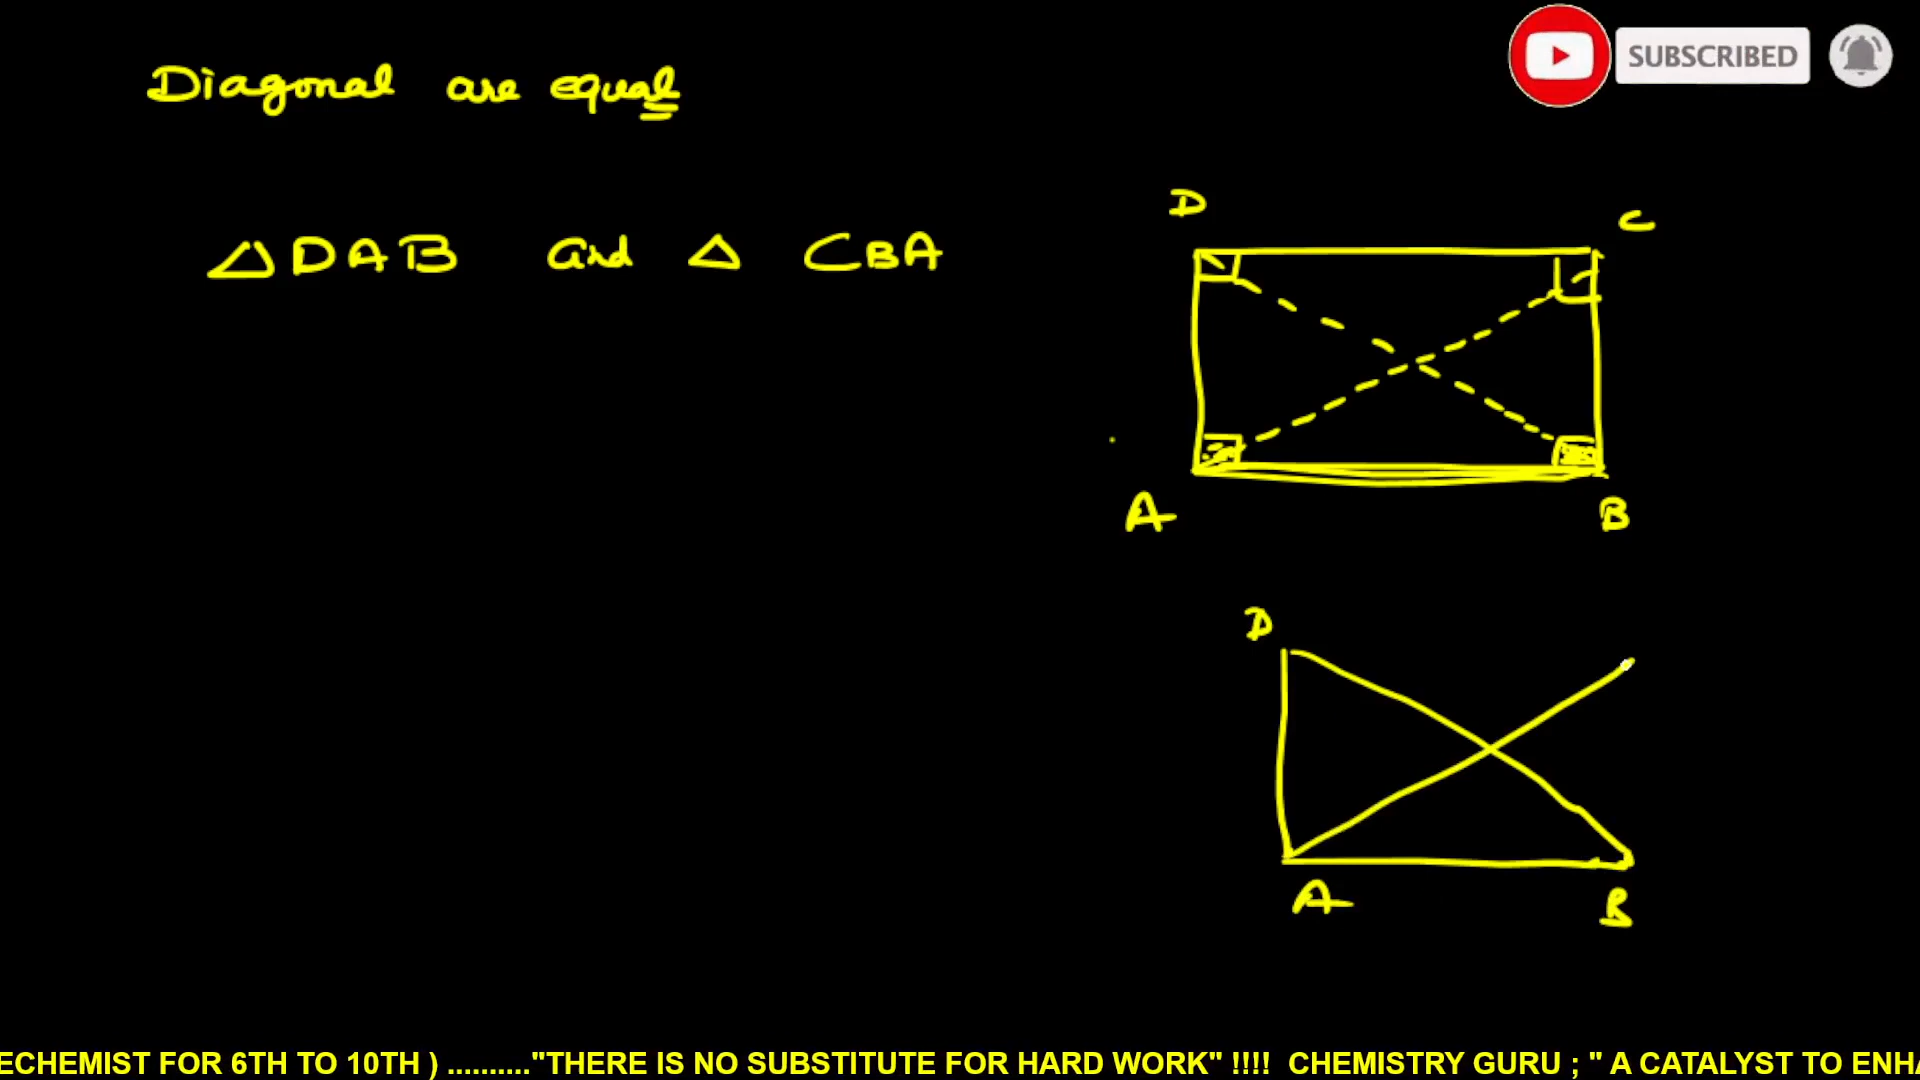 Diagonal are equal
SUBSCRIBED
△DAB and △ CBA
D
C
A
B
D
A
B
ECHEMIST FOR 6TH TO 10TH ) .........."THERE IS NO SUBSTITUTE FOR HARD WORK" !!!! CHEMISTRY GURU ; " A CATALYST TO ENHA